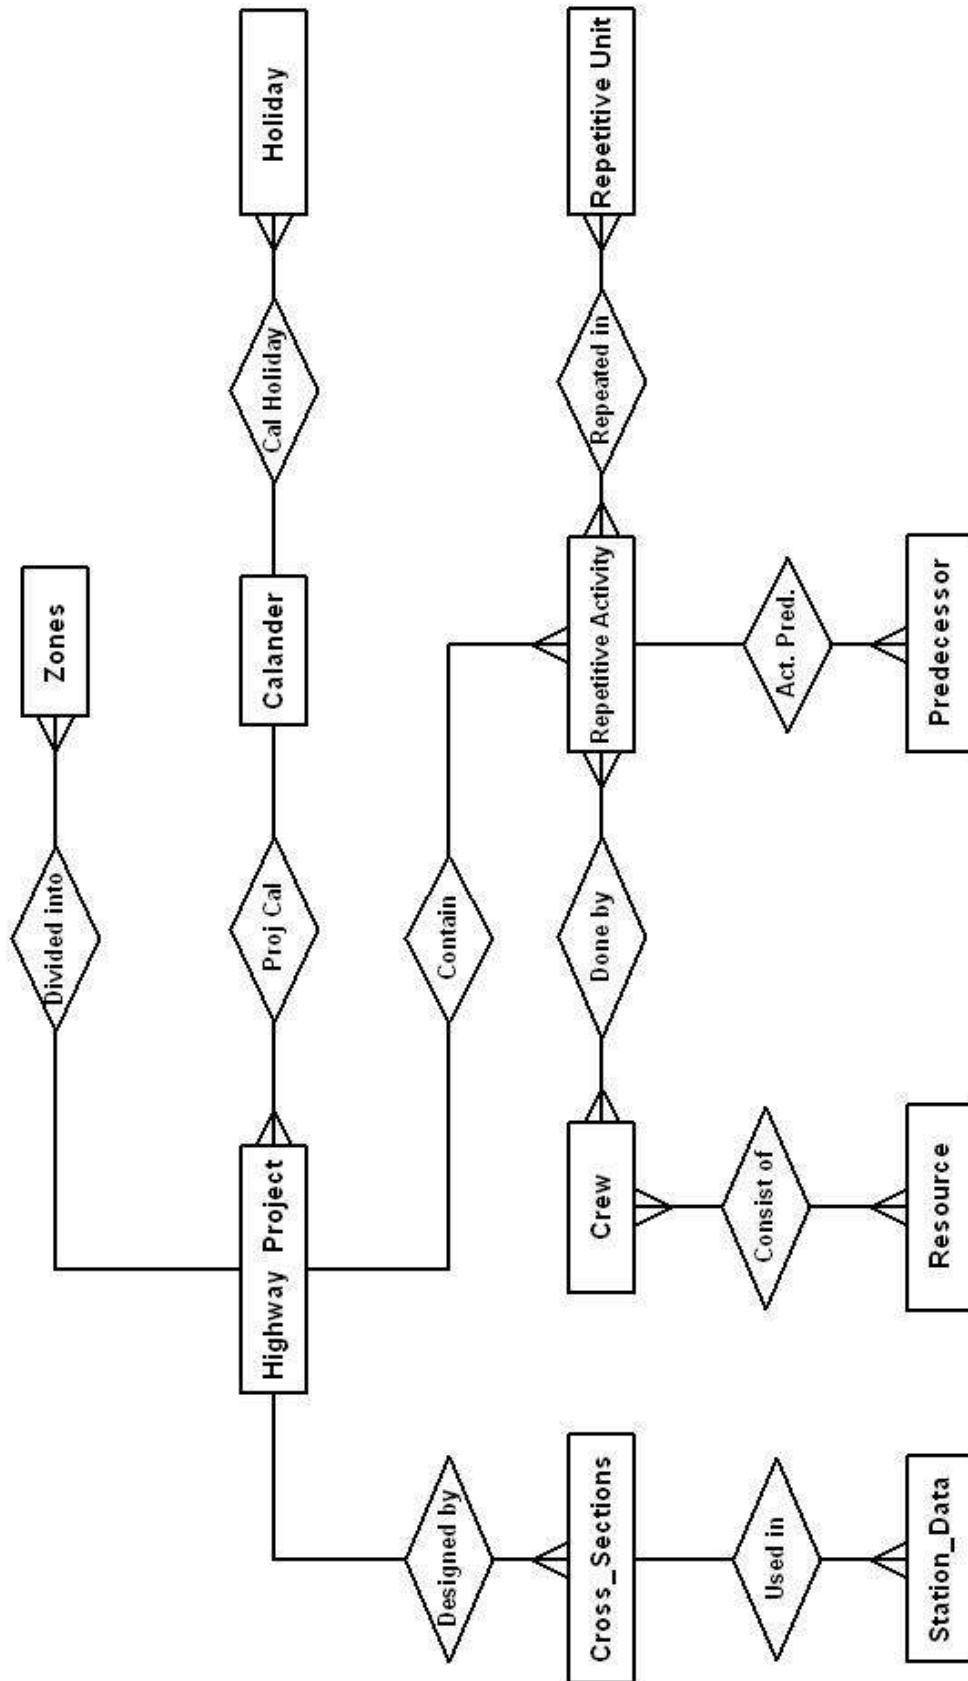 Divided into
Zones
Highway Project
Proj Cal
Calander
Cal Holiday
Holiday
Designed by
Contain
Cross_Sections
Crew
Done by
Repetitive Activity
Repeated in
Repetitive Unit
Used in
Consist of
Act. Pred.
Station_Data
Resource
Predecessor